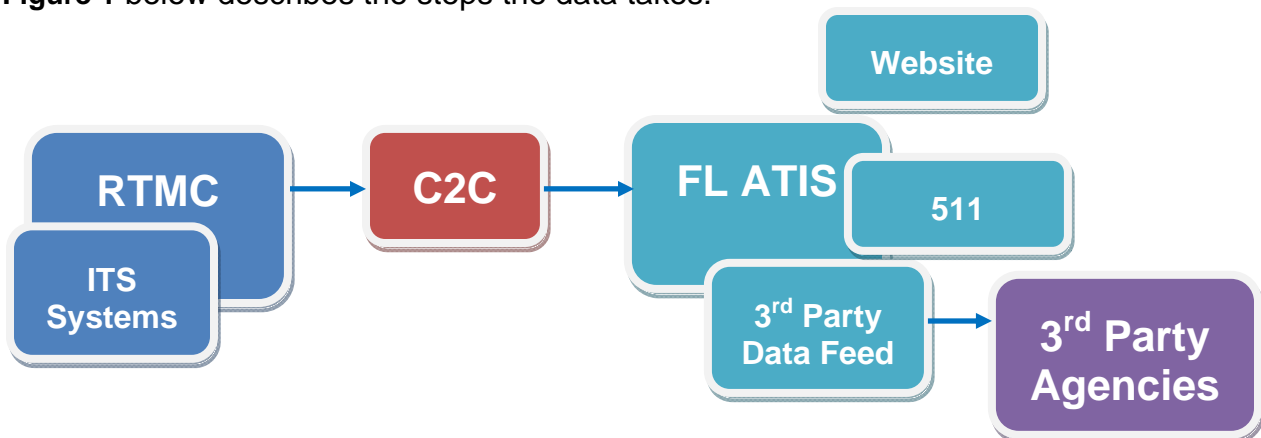 Figure 1 below describes the steps the data takes.
Website
RTMC
C2C
FL ATIS
511
ITS
Systems
3rd Party
Data Feed
3rd Party
Agencies